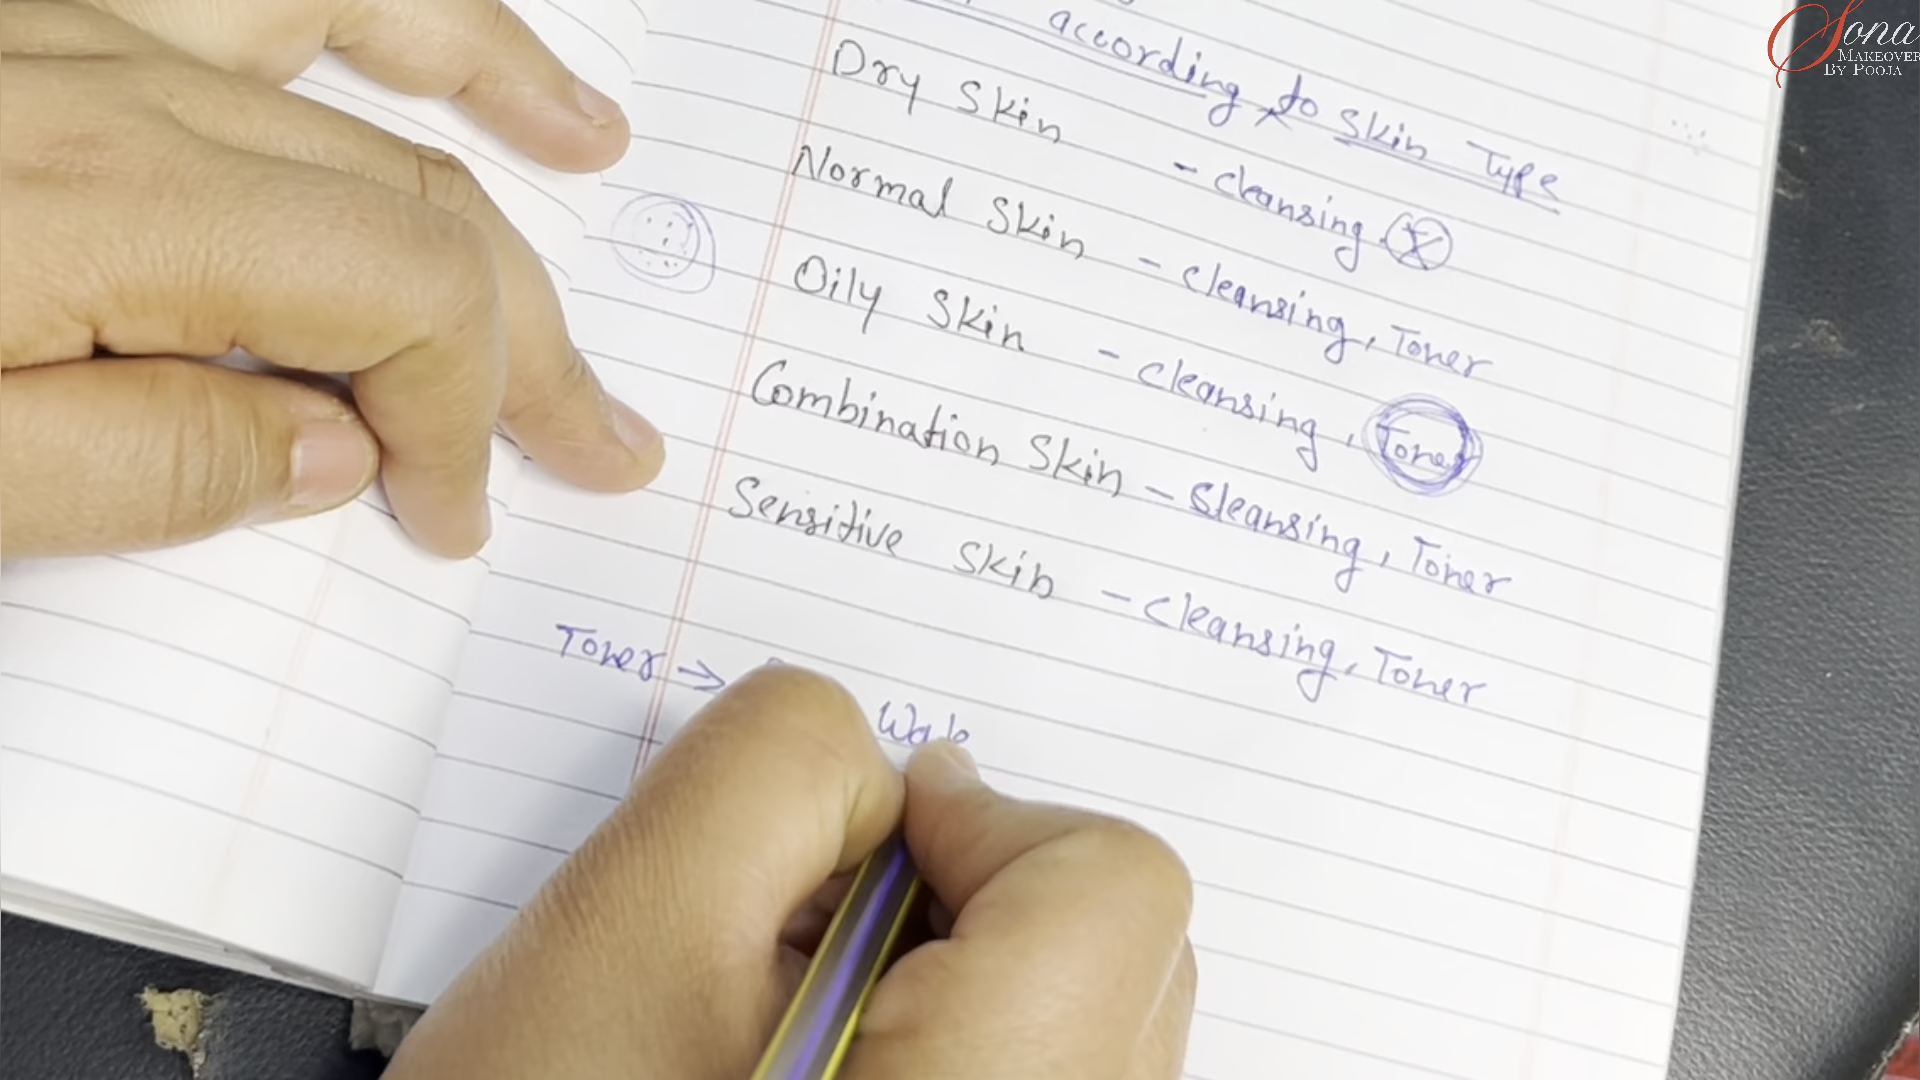 according to Skin Type
Dry Skin - cleansing
Normal Skin - cleansing, Toner
Oily Skin - cleansing, Toner
Combination Skin - Sleansing, Toner
Sensitive Skin - cleansing, Toner
Toner →
Sona
MAKEOVER
BY POOJA